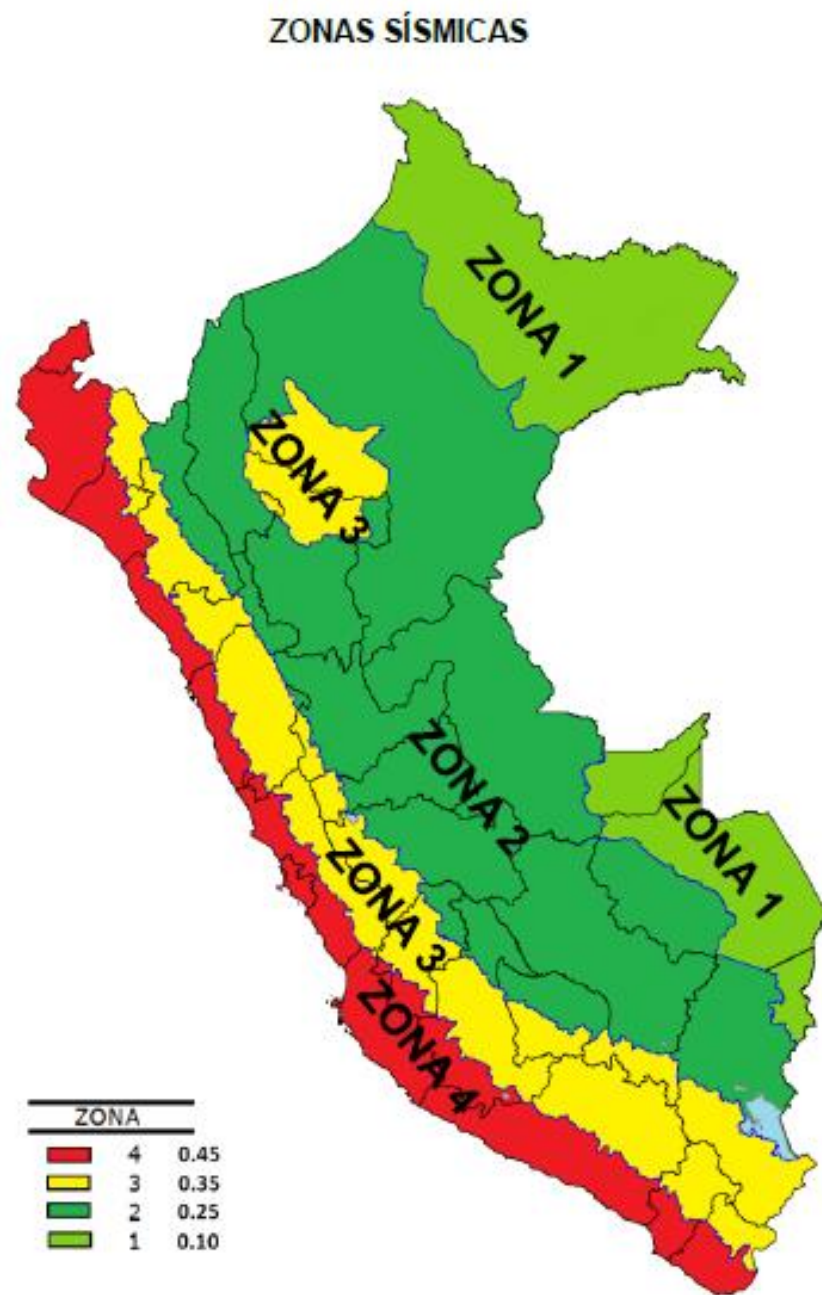 ZONAS SÍSMICAS
ZONA 1
ZONA 3
ZONA 2
ZONA 1
ZONA 3
ZONA 4
ZONA
4 0.45
3 0.35
2 0.25
1 0.10